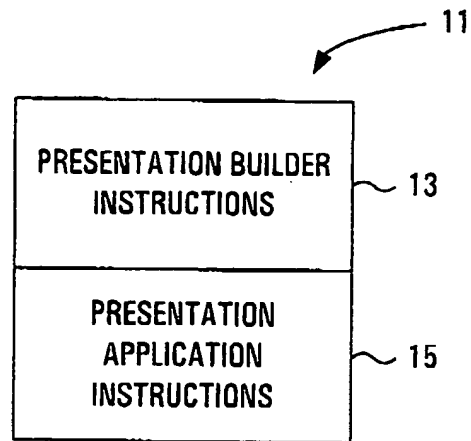 11
PRESENTATION BUILDER
INSTRUCTIONS
13
PRESENTATION
APPLICATION
INSTRUCTIONS
15